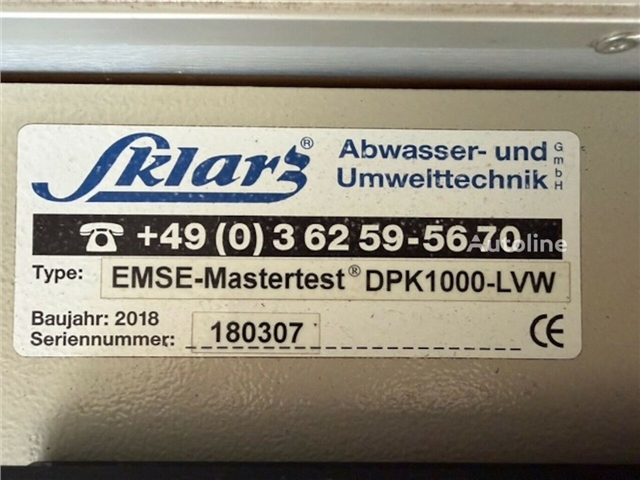 Sklarz®
Abwasser- und
Umwelttechnik
GmbH
☎ +49 (0) 3 62 59-56 70
Autoline
Type: EMSE-Mastertest® DPK1000-LVW
Baujahr: 2018
Seriennummer: 180307
CE